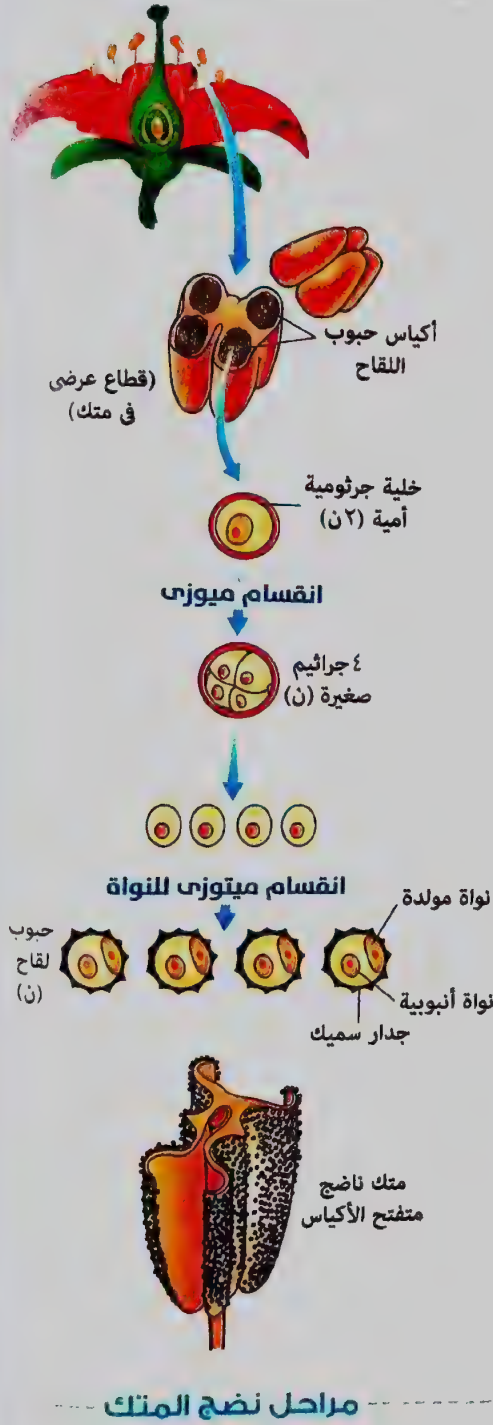 أكياس حبوب
اللقاح
(قطاع عرضى
فى متك)
خلية جرثومية
أمية (٢ن)
انقسام ميوزى
٤ جراثيم
صغيرة (ن)
انقسام ميتوزى للنواة
نواة مولدة
حبوب
لقاح
(ن)
نواة أنبوبية
جدار سميك
متك ناضج
متفتح الأكياس
مراحل نضج المتك